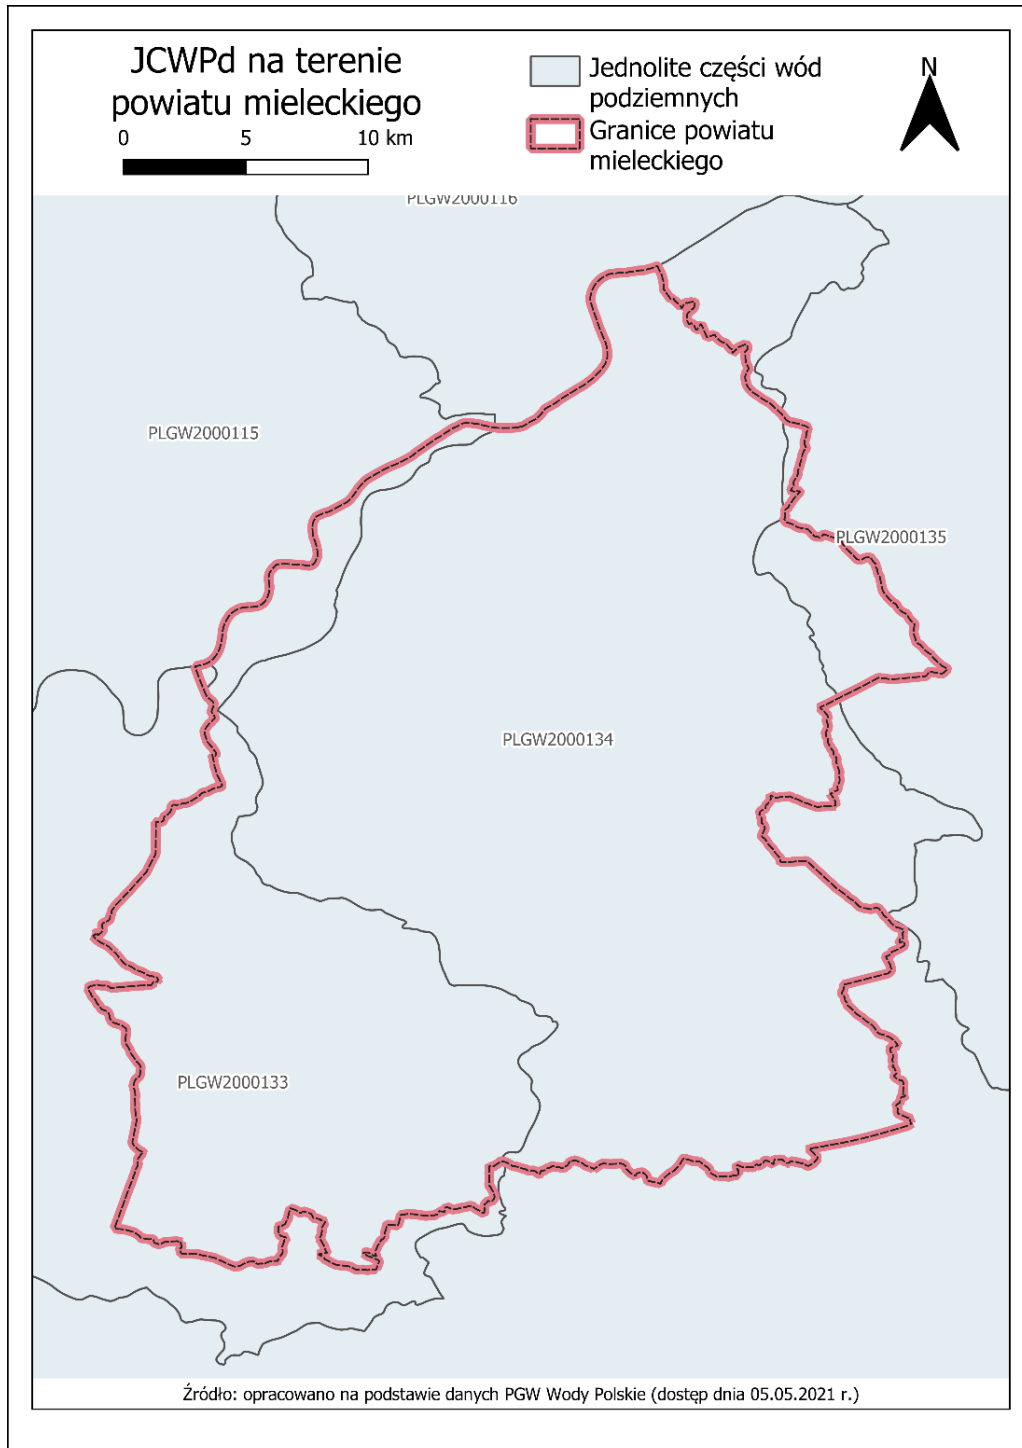 JCWPd na terenie
powiatu mieleckiego
0 5 10 km
Jednolite części wód
podziemnych
Granice powiatu
mieleckiego
N
PLGW2000116
PLGW2000115
PLGW2000135
PLGW2000134
PLGW2000133
Źródło: opracowano na podstawie danych PGW Wody Polskie (dostęp dnia 05.05.2021 r.)